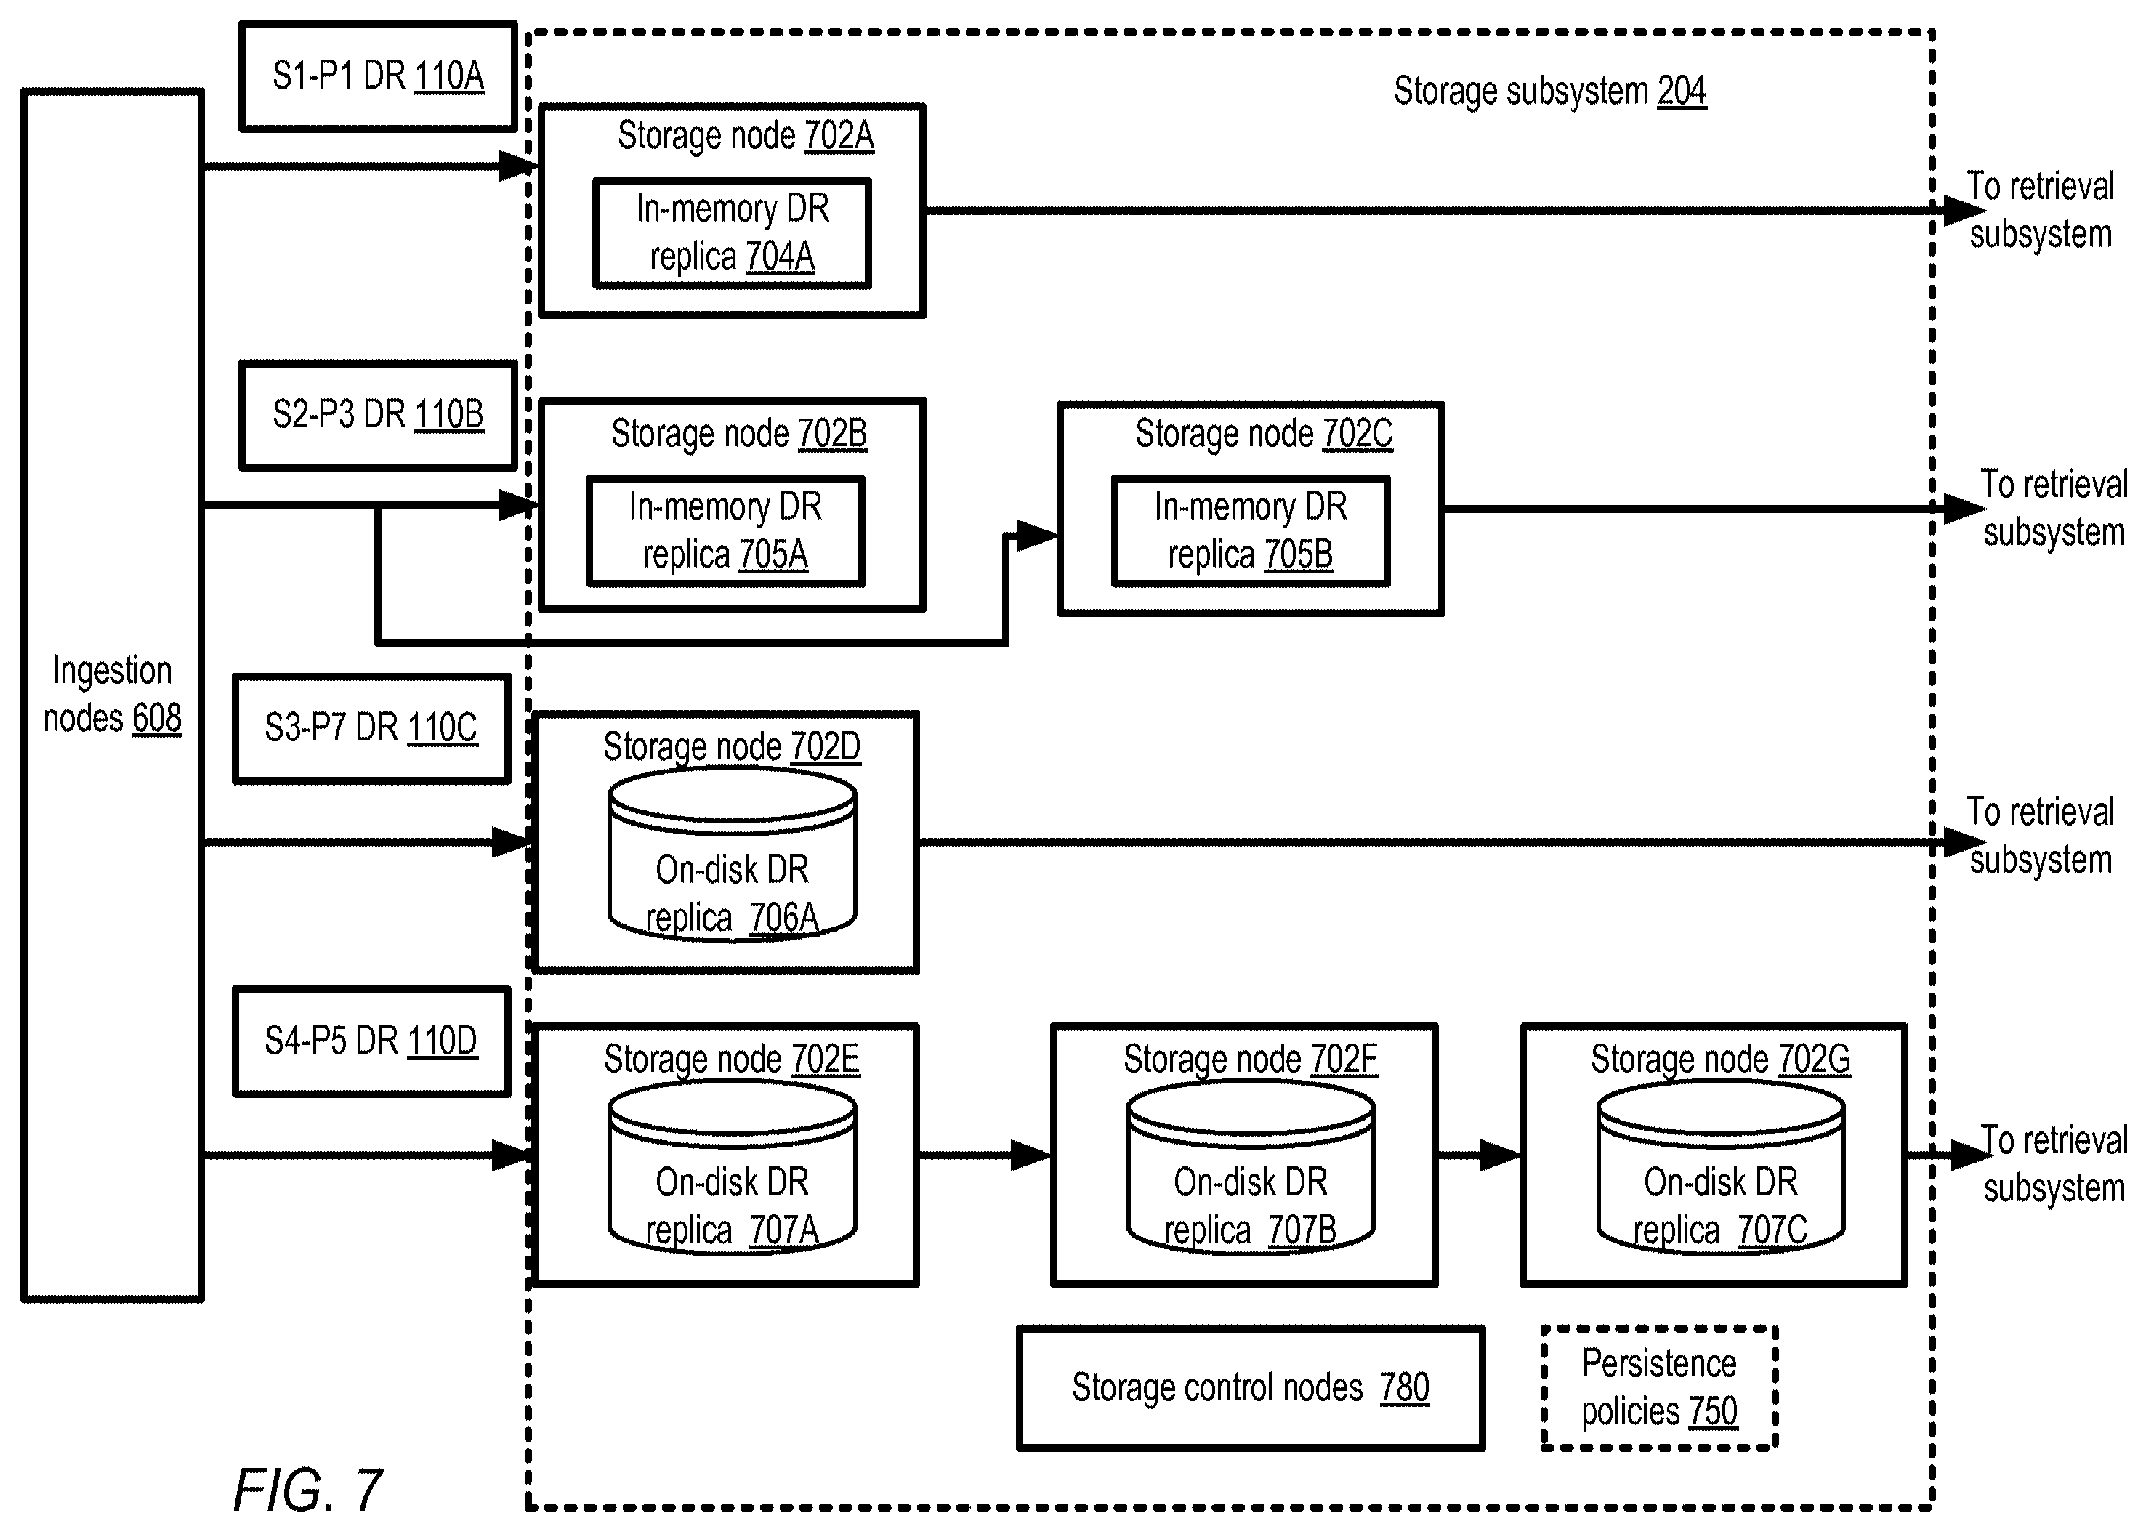 S1-P1 DR 110A
Storage subsystem 204
Storage node 702A
In-memory DR
replica 704A
To retrieval
subsystem
S2-P3 DR 110B
Storage node 702B
In-memory DR
replica 705A
Storage node 702C
In-memory DR
replica 705B
To retrieval
subsystem
Ingestion
nodes 608
S3-P7 DR 110C
Storage node 702D
On-disk DR
replica 706A
To retrieval
subsystem
S4-P5 DR 110D
Storage node 702E
On-disk DR
replica 707A
Storage node 702F
On-disk DR
replica 707B
Storage node 702G
On-disk DR
replica 707C
To retrieval
subsystem
Storage control nodes 780
Persistence
policies 750
FIG. 7